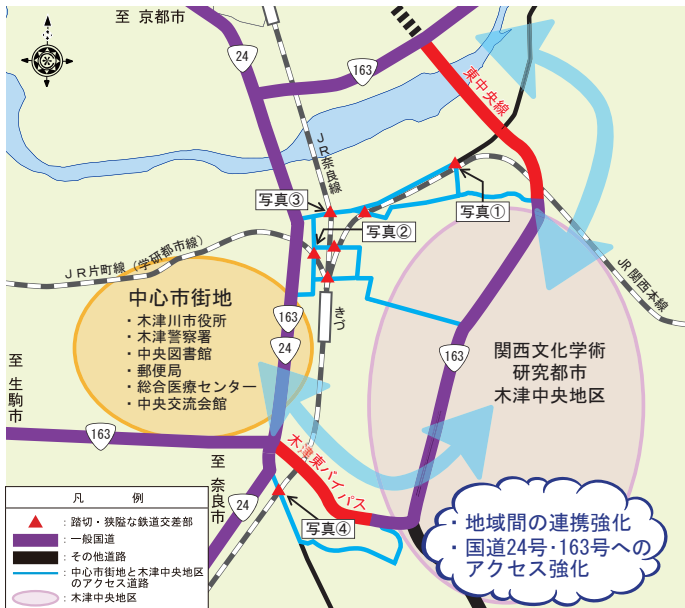 至 京都市
24
163
東中央線
JR奈良線
写真③
写真①
写真②
JR片町線(学研都市線)
JR関西本線
中心市街地
・木津川市役所
・木津警察署
・中央図書館
・郵便局
・総合医療センター
・中央交流会館
きづ
163
24
163
関西文化学術
研究都市
木津中央地区
至 生駒市
163
木津東バイパス
至 奈良市
24
写真④
凡 例
:踏切・狭隘な鉄道交差部
:一般国道
:その他道路
:中心市街地と木津中央地区
のアクセス道路
:木津中央地区
・地域間の連携強化
・国道24号・163号への
アクセス強化